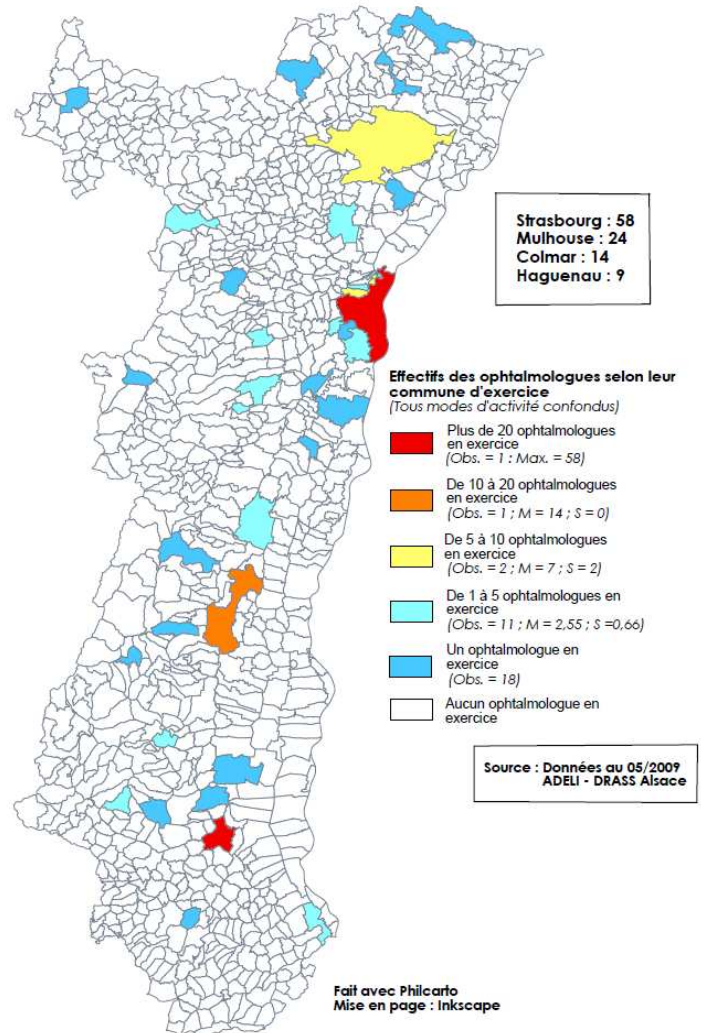 Strasbourg : 58
Mulhouse : 24
Colmar : 14
Haguenau : 9
Effectifs des ophtalmologues selon leur
commune d'exercice
(Tous modes d'activité confondus)
Plus de 20 ophtalmologues
en exercice
(Obs. = 1 : Max. = 58)
De 10 à 20 ophtalmologues
en exercice
(Obs. = 1 ; M = 14 ; S = 0)
De 5 à 10 ophtalmologues
en exercice
(Obs. = 2 ; M = 7 ; S = 2)
De 1 à 5 ophtalmologues en
exercice
(Obs. = 11 ; M = 2,55 ; S =0,66)
Un ophtalmologue en
exercice
(Obs. = 18)
Aucun ophtalmologue en
exercice
Source : Données au 05/2009
ADELI - DRASS Alsace
Fait avec Philcarto
Mise en page : Inkscape